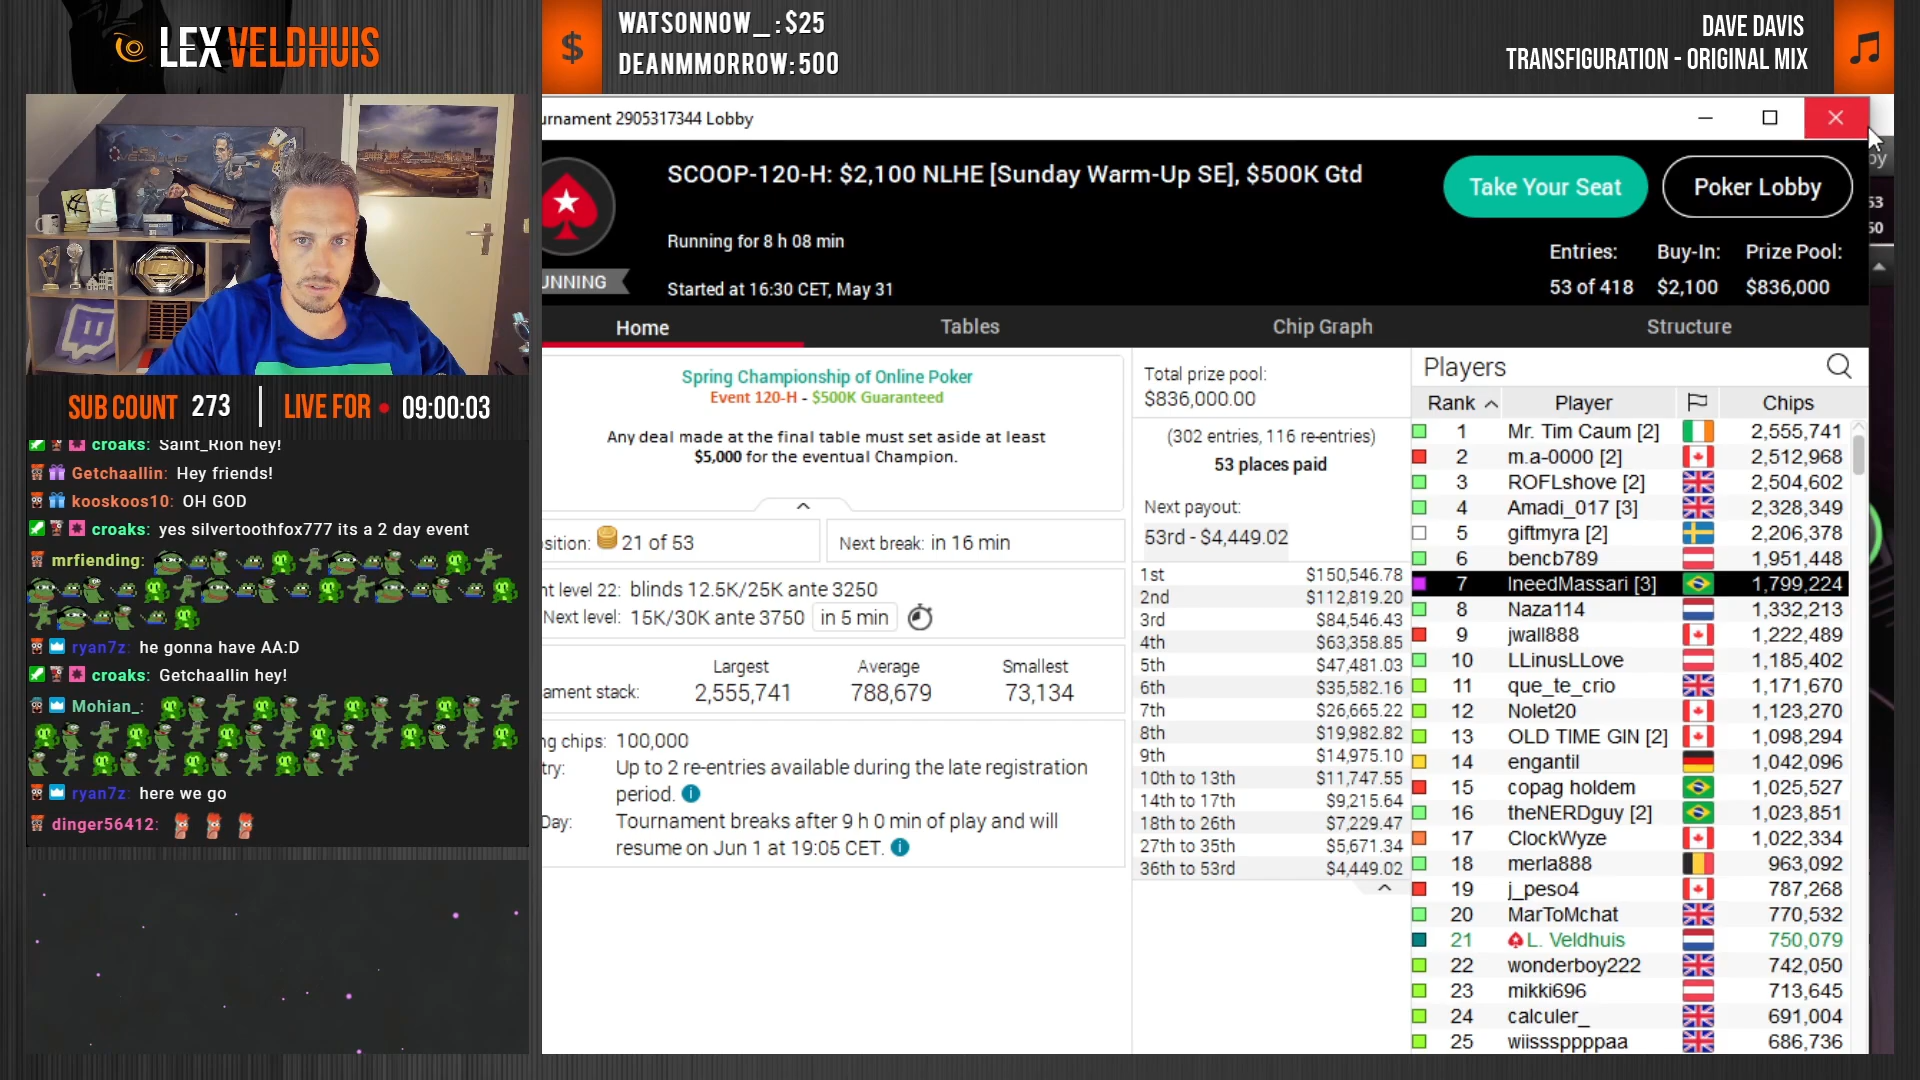 LEX VELDHUIS
$
WATSONNOW_: $25
DEANMMORROW: 500
DAVE DAVIS
TRANSFIGURATION - ORIGINAL MIX
SUB COUNT 273 | LIVE FOR 09:00:03
croaks: Saint_Rion hey!
Getchaallin: Hey friends!
kooskoos10: OH GOD
croaks: yes silvertoothfox777 its a 2 day event
mrfiending:
ryan7z: he gonna have AA:D
croaks: Getchaallin hey!
Mohian_:
ryan7z: here we go
dinger56412:
urnament 2905317344 Lobby
SCOOP-120-H: $2,100 NLHE [Sunday Warm-Up SE], $500K Gtd
Take Your Seat
Poker Lobby
Running for 8 h 08 min
Started at 16:30 CET, May 31
UNNING
Entries: Buy-In: Prize Pool:
53 of 418 $2,100 $836,000
oy
53
50
Home Tables Chip Graph Structure
Spring Championship of Online Poker
Event 120-H - $500K Guaranteed
Any deal made at the final table must set aside at least
$5,000 for the eventual Champion.
sition: 21 of 53
Next break: in 16 min
nt level 22: blinds 12.5K/25K ante 3250
Next level: 15K/30K ante 3750 in 5 min
Largest Average Smallest
ament stack: 2,555,741 788,679 73,134
ng chips: 100,000
try: Up to 2 re-entries available during the late registration
period.
Day: Tournament breaks after 9 h 0 min of play and will
resume on Jun 1 at 19:05 CET.
Total prize pool:
$836,000.00
(302 entries, 116 re-entries)
53 places paid
Next payout:
53rd - $4,449.02
1st $150,546.78
2nd $112,819.20
3rd $84,546.43
4th $63,358.85
5th $47,481.03
6th $35,582.16
7th $26,665.22
8th $19,982.82
9th $14,975.10
10th to 13th $11,747.55
14th to 17th $9,215.64
18th to 26th $7,229.47
27th to 35th $5,671.34
36th to 53rd $4,449.02
Players
Rank Player Chips
1 Mr. Tim Caum [2] 2,555,741
2 m.a-0000 [2] 2,512,968
3 ROFLshove [2] 2,504,602
4 Amadi_017 [3] 2,328,349
5 giftmyra [2] 2,206,378
6 bencb789 1,951,448
7 IneedMassari [3] 1,799,224
8 Naza114 1,332,213
9 jwall888 1,222,489
10 LLinusLLove 1,185,402
11 que_te_crio 1,171,670
12 Nolet20 1,123,270
13 OLD TIME GIN [2] 1,098,294
14 engantil 1,042,096
15 copag holdem 1,025,527
16 theNERDguy [2] 1,023,851
17 ClockWyze 1,022,334
18 merla888 963,092
19 j_peso4 787,268
20 MarToMchat 770,532
21 L. Veldhuis 750,079
22 wonderboy222 742,050
23 mikki696 713,645
24 calculer_ 691,004
25 wiisssppppaa 686,736